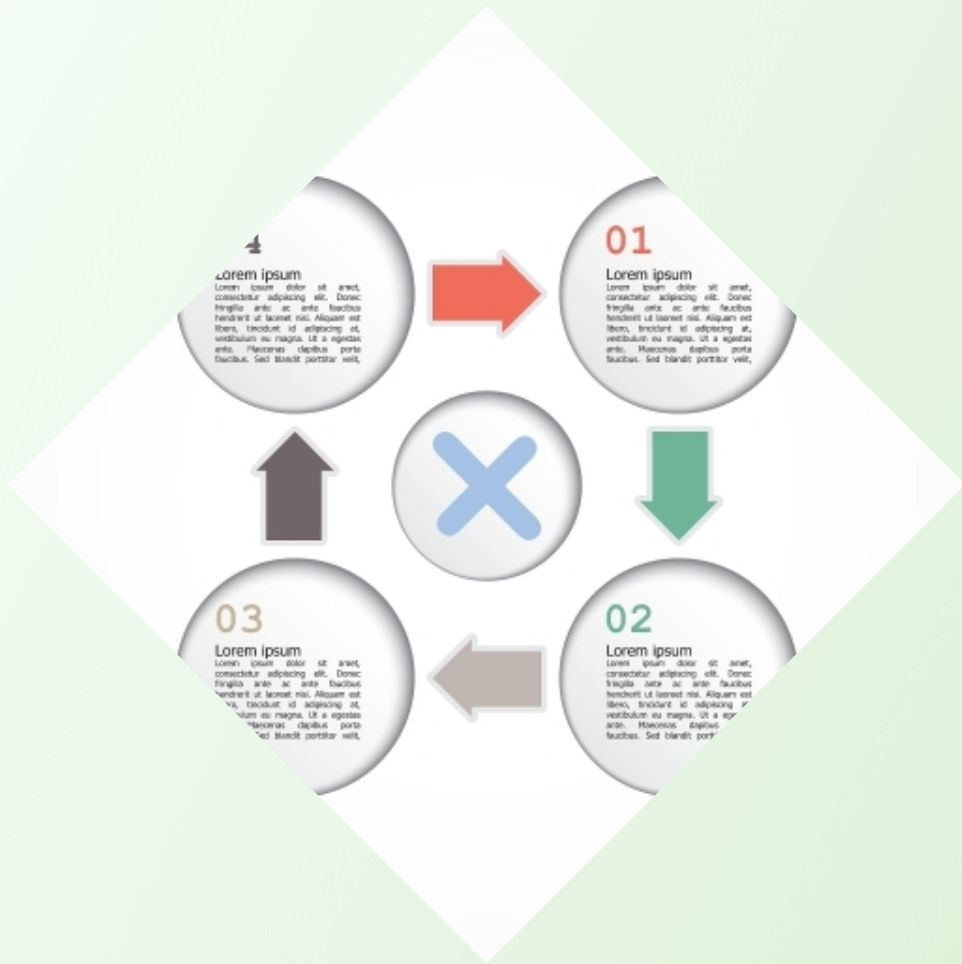 4
Lorem ipsum
Lorem ipsum dolor sit amet,
consectetur adipiscing elit. Donec
fringilla ante ac ante faucibus
hendrerit ut laoreet nisi. Aliquam est
libero, tincidunt id adipiscing at,
vestibulum eu magna. Ut a egestas
ante. Maecenas dapibus porta
faucibus. Sed blandit porttitor velit,
01
Lorem ipsum
Lorem ipsum dolor sit amet,
consectetur adipiscing elit. Donec
fringilla ante ac ante faucibus
hendrerit ut laoreet nisi. Aliquam est
libero, tincidunt id adipiscing at,
vestibulum eu magna. Ut a egestas
ante. Maecenas dapibus porta
faucibus. Sed blandit porttitor velit,
03
Lorem ipsum
Lorem ipsum dolor sit amet,
consectetur adipiscing elit. Donec
fringilla ante ac ante faucibus
hendrerit ut laoreet nisi. Aliquam est
tincidunt id adipiscing at,
eu magna. Ut a egestas
Maecenas dapibus porta
Sed blandit porttitor velit,
02
Lorem ipsum
Lorem ipsum dolor sit amet,
consectetur adipiscing elit. Donec
fringilla ante ac ante faucibus
hendrerit ut laoreet nisi. Aliquam est
libero, tincidunt id adipiscing at,
vestibulum eu magna. Ut a
ante. Maecenas dapibus
faucibus. Sed blandit